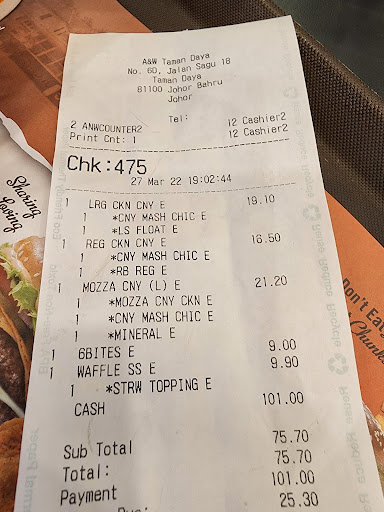 A&W Taman Daya
No. 6D, Jalan Sagu 18
Taman Daya
81100 Johor Bahru
Johor
Tel:
2 ANWCOUNTER2 12 Cashier2
Print Cnt: 1 12 Cashier2
Chk:475
27 Mar 22 19:02:44
1 LRG CKN CNY E 19.10
1 *CNY MASH CHIC E
1 *LS FLOAT E
1 REG CKN CNY E 16.50
1 *CNY MASH CHIC E
1 *RB REG E
1 MOZZA CNY (L) E 21.20
1 *MOZZA CNY CKN E
1 *CNY MASH CHIC E
1 *MINERAL E
1 6BITES E 9.00
1 WAFFLE SS E 9.90
1 *STRW TOPPING E
CASH 101.00
Sub Total 75.70
Total: 75.70
Payment 101.00
25.30
Sharing
Loving
Don't Eat